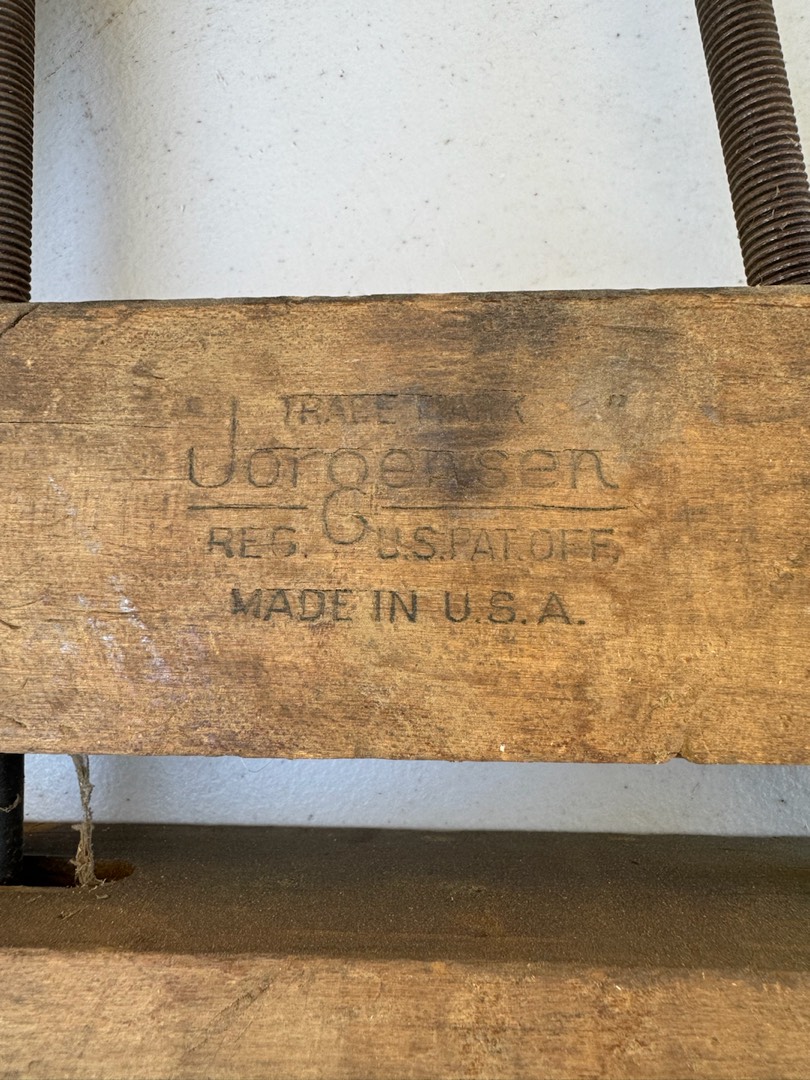 TRADE MARK
"Jorgensen"
REG. G U.S. PAT. OFF.
MADE IN U.S.A.